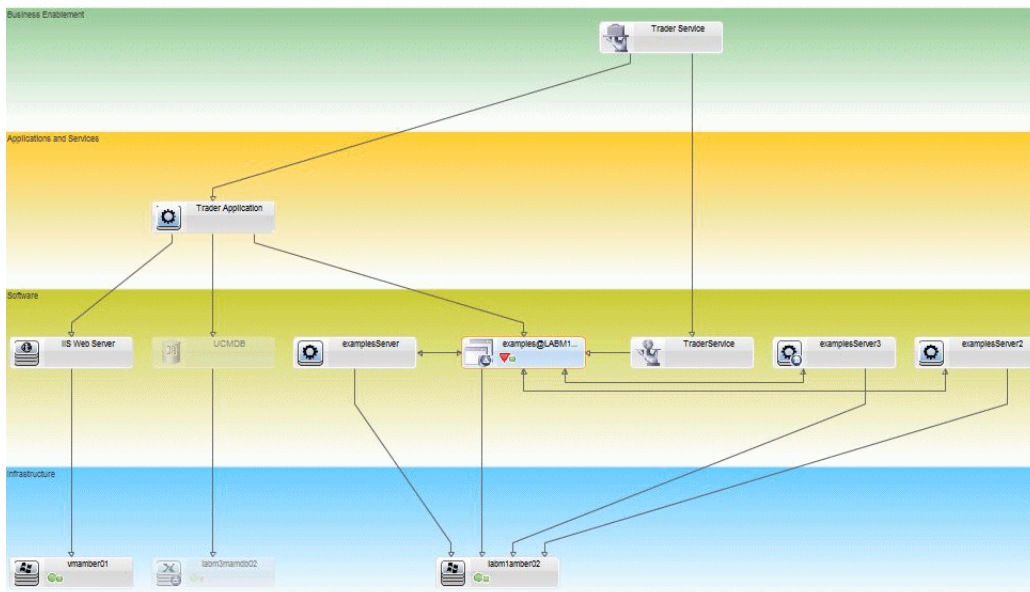 Business Enablement
Trader Service
Applications and Services
Trader Application
Software
IIS Web Server
UCMDB
examplesServer
examples@LABM1...
TraderService
examplesServer3
examplesServer2
Infrastructure
vmamber01
labm3mamdb02
labm1amber02